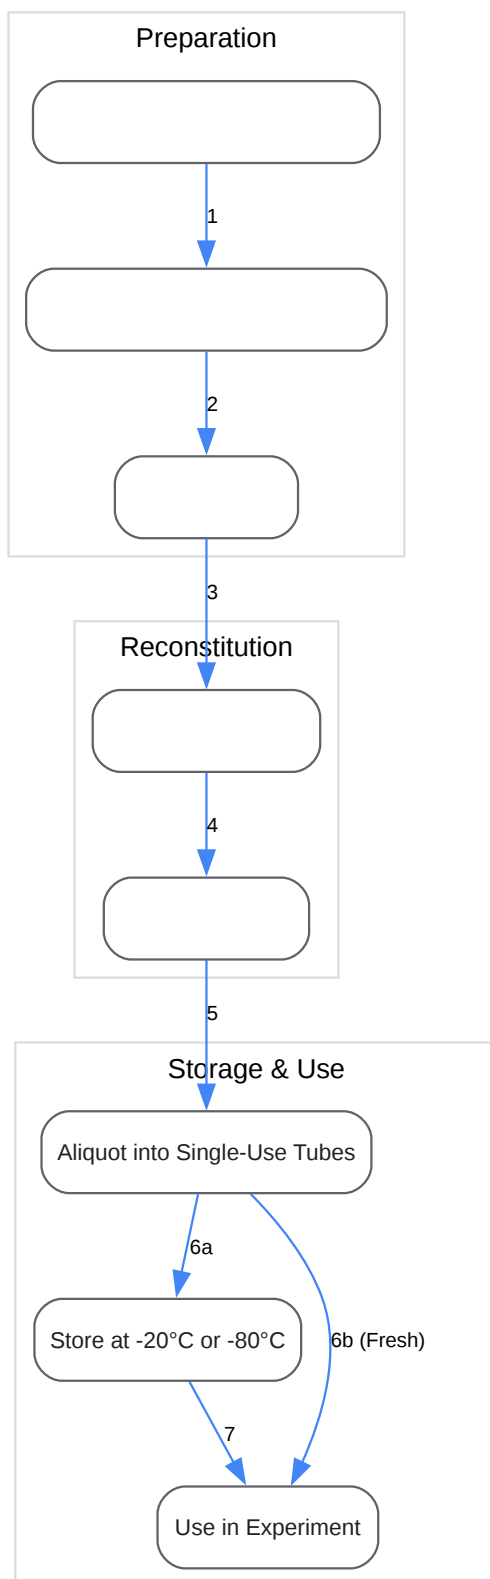 Preparation
1
2
3
Reconstitution
4
5
Storage & Use
Aliquot into Single-Use Tubes
6a
Store at -20°C or -80°C
6b (Fresh)
7
Use in Experiment